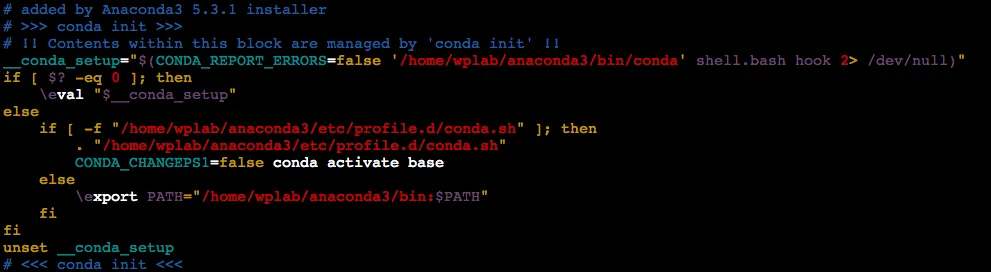 # added by Anaconda3 5.3.1 installer
# >>> conda init >>>
# !! Contents within this block are managed by 'conda init' !!
__conda_setup="$(CONDA_REPORT_ERRORS=false '/home/wplab/anaconda3/bin/conda' shell.bash hook 2> /dev/null)"
if [ $? -eq 0 ]; then
    \eval "$__conda_setup"
else
    if [ -f "/home/wplab/anaconda3/etc/profile.d/conda.sh" ]; then
        . "/home/wplab/anaconda3/etc/profile.d/conda.sh"
        CONDA_CHANGEPS1=false conda activate base
    else
        \export PATH="/home/wplab/anaconda3/bin:$PATH"
    fi
fi
unset __conda_setup
# <<< conda init <<<